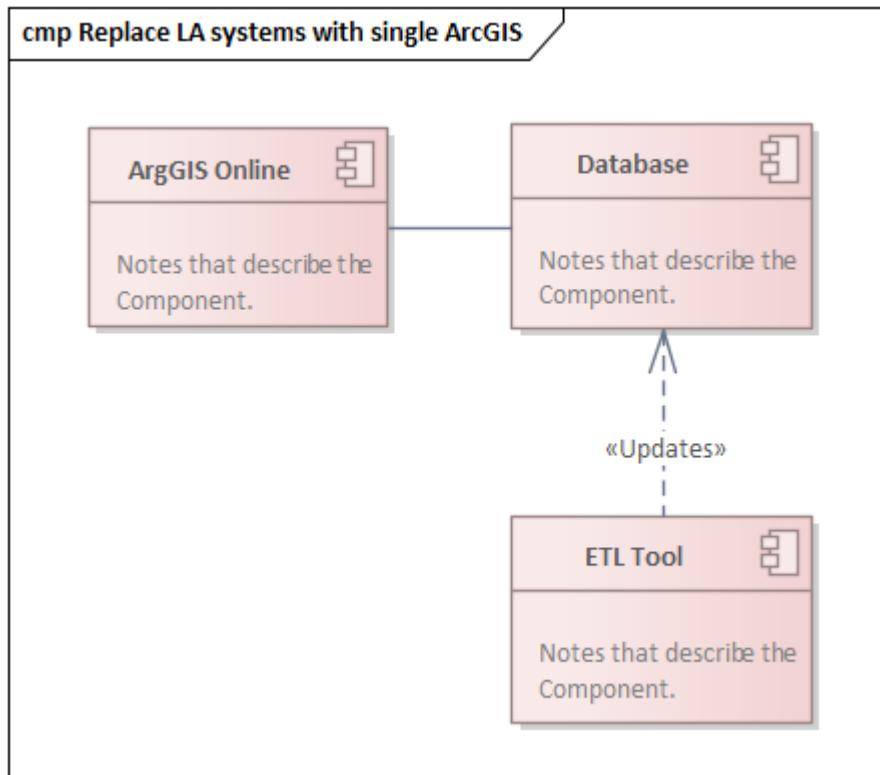 cmp Replace LA systems with single ArcGIS
ArgGIS Online
Notes that describe the
Component.
Database
Notes that describe the
Component.
«Updates»
ETL Tool
Notes that describe the
Component.